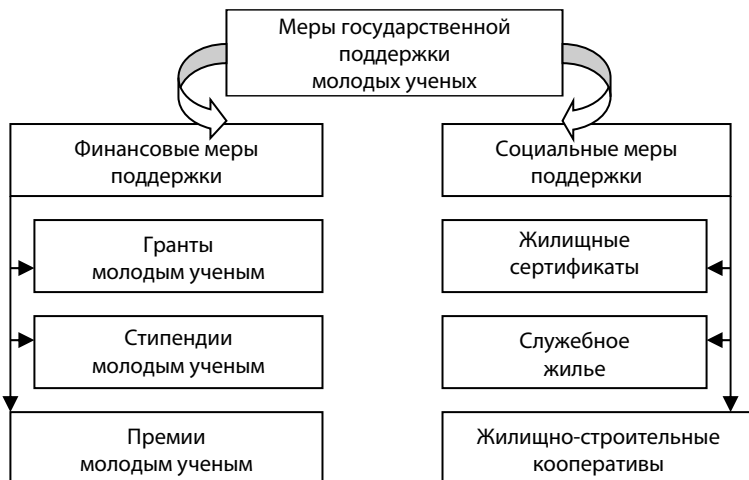 Меры государственной
поддержки
молодых ученых
Финансовые меры
поддержки
Социальные меры
поддержки
Гранты
молодым ученым
Жилищные
сертификаты
Стипендии
молодым ученым
Служебное
жилье
Премии
молодым ученым
Жилищно-строительные
кооперативы